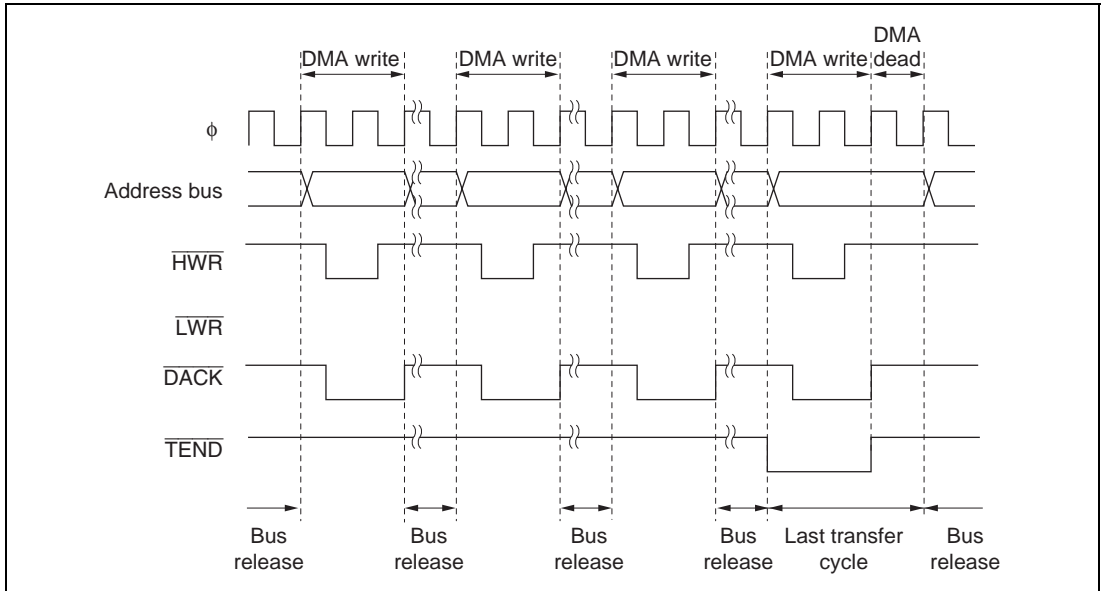 DMA
DMA write DMA write DMA write DMA write dead
φ
Address bus
HWR
LWR
DACK
TEND
Bus release
Bus release
Bus release
Bus release
Last transfer cycle
Bus release